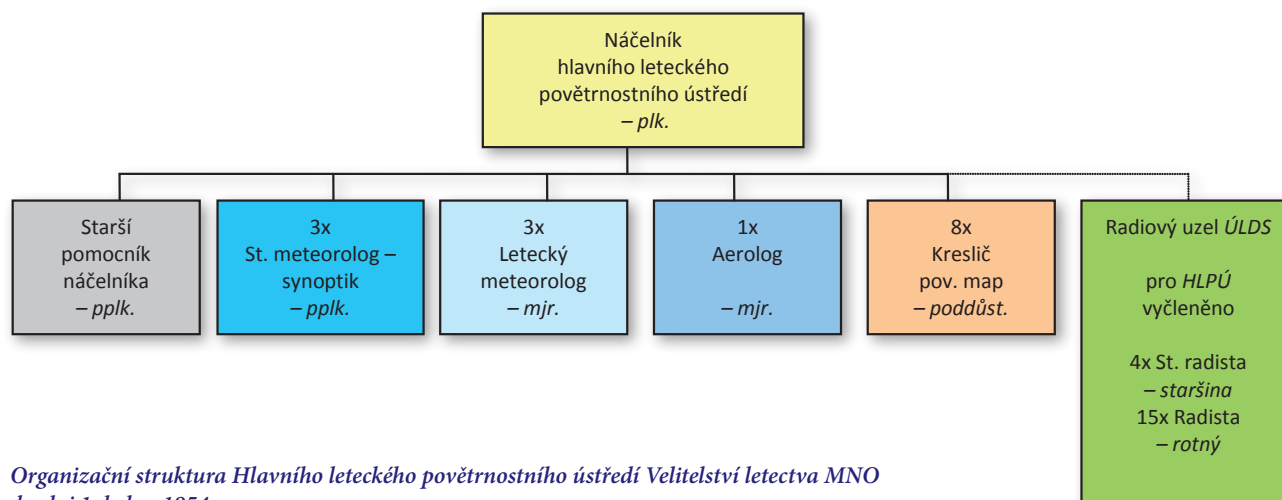 Náčelník
hlavního leteckého
povětrnostního ústředí
– plk.
Starší
pomocník
náčelníka
– pplk.
3x
St. meteorolog –
synoptik
– pplk.
3x
Letecký
meteorolog
– mjr.
1x
Aerolog
– mjr.
8x
Kreslič
pov. map
– poddůst.
Radiový uzel ÚLDS
pro HLPÚ
vyčleněno
4x St. radista
– staršina
15x Radista
– rotný
Organizační struktura Hlavního leteckého povětrnostního ústředí Velitelství letectva MNO